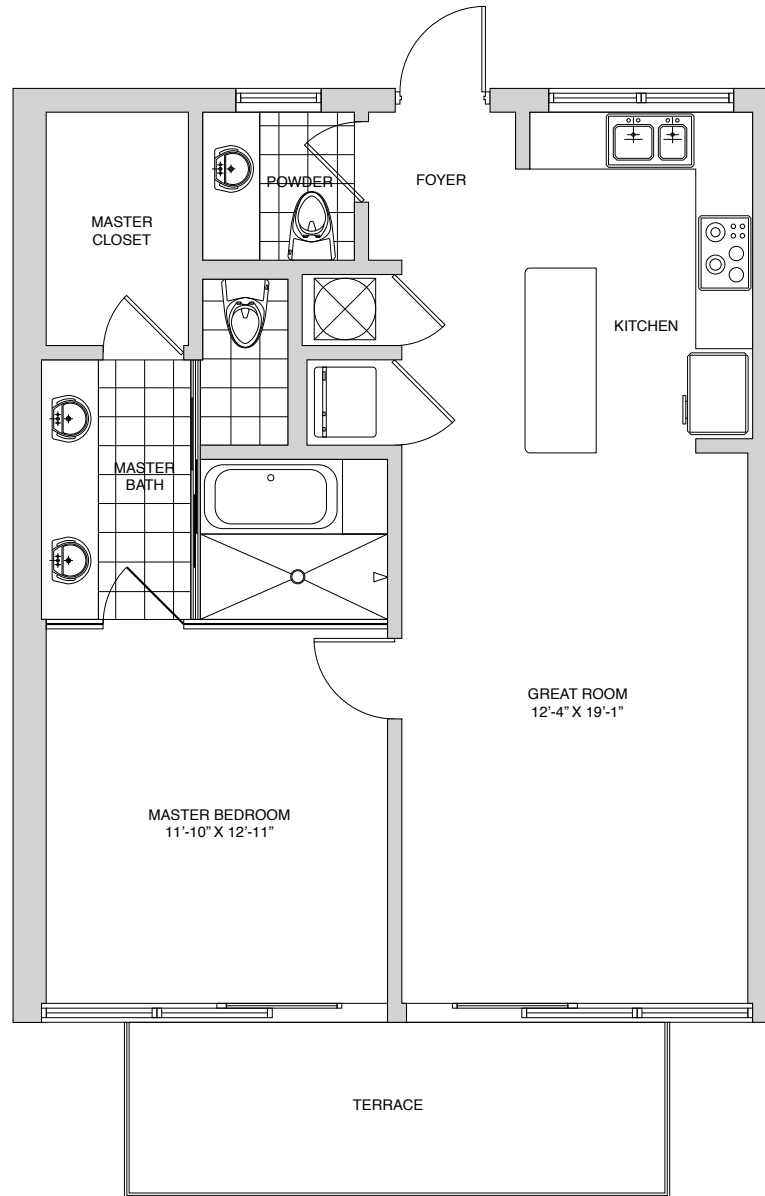 POWDER
FOYER
MASTER
CLOSET
KITCHEN
MASTER
BATH
GREAT ROOM
12’-4” X 19’-1”
MASTER BEDROOM
11’-10” X 12’-11”
TERRACE